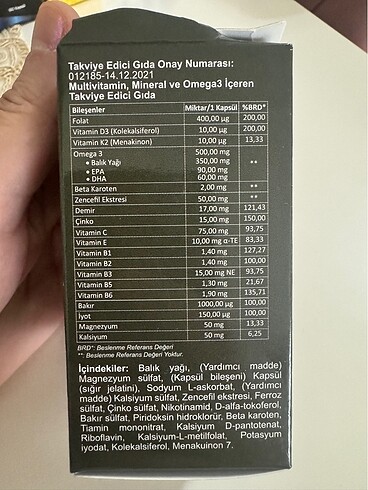 Takviye Edici Gıda Onay Numarası:
012185-14.12.2021
Multivitamin, Mineral ve Omega3 İçeren
Takviye Edici Gıda
Bileşenler Miktar/1 Kapsül %BRD*
Folat 400,00 µg 200,00
Vitamin D3 (Kolekalsiferol) 10,00 µg 200,00
Vitamin K2 (Menakinon) 10,00 µg 13,33
Omega 3 500,00 mg
• Balık Yağı 350,00 mg **
• EPA 90,00 mg
• DHA 60,00 mg
Beta Karoten 2,00 mg **
Zencefil Ekstresi 50,00 mg **
Demir 17,00 mg 121,43
Çinko 15,00 mg 150,00
Vitamin C 75,00 mg 93,75
Vitamin E 10,00 mg α-TE 83,33
Vitamin B1 1,40 mg 127,27
Vitamin B2 1,40 mg 100,00
Vitamin B3 15,00 mg NE 93,75
Vitamin B5 1,30 mg 21,67
Vitamin B6 1,90 mg 135,71
Bakır 1000,00 µg 100,00
İyot 150,00 µg 100,00
Magnezyum 50 mg 13,33
Kalsiyum 50 mg 6,25
BRD*: Beslenme Referans Değeri
**: Beslenme Referans Değeri Yoktur.
İçindekiler: Balık yağı, (Yardımcı madde)
Magnezyum sülfat, (Kapsül bileşeni) Kapsül
(sığır jelatini), Sodyum L-askorbat, (Yardımcı
madde) Kalsiyum sülfat, Zencefil ekstresi, Ferroz
sülfat, Çinko sülfat, Nikotinamid, D-alfa-tokoferol,
Bakır sülfat, Piridoksin hidroklorür, Beta karoten,
Tiamin mononitrat, Kalsiyum D-pantotenat,
Riboflavin, Kalsiyum-L-metilfolat, Potasyum
iyodat, Kolekalsiferol, Menakuinon 7.